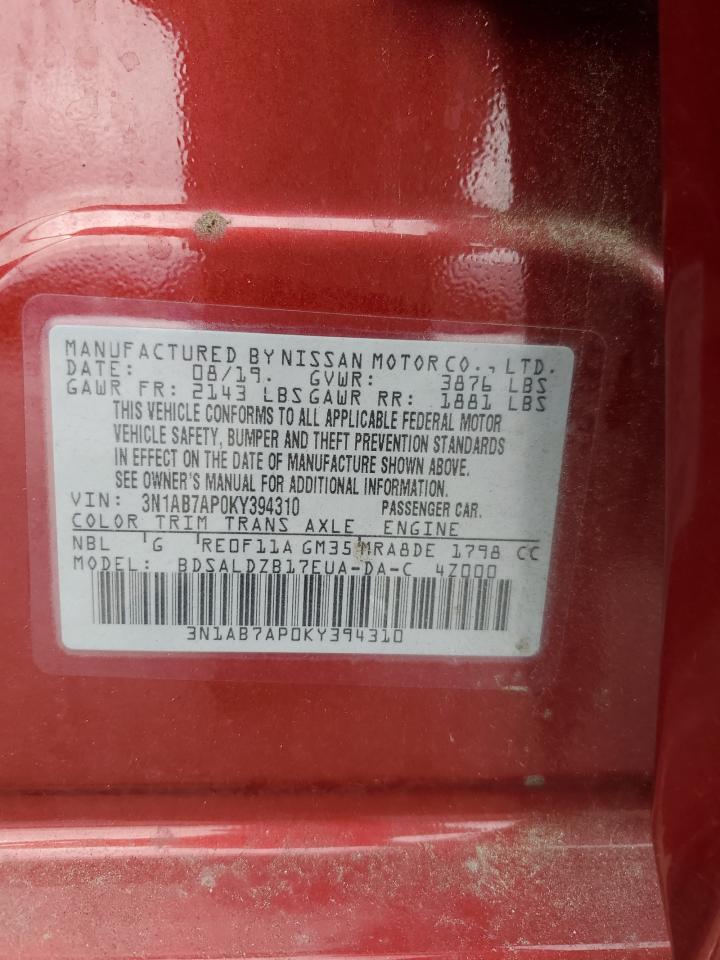 MANUFACTURED BY NISSAN MOTOR CO., LTD.
DATE: 08/19. GVWR: 3876 LBS
GAWR FR: 2143 LBS GAWR RR: 1881 LBS
THIS VEHICLE CONFORMS TO ALL APPLICABLE FEDERAL MOTOR
VEHICLE SAFETY, BUMPER AND THEFT PREVENTION STANDARDS
IN EFFECT ON THE DATE OF MANUFACTURE SHOWN ABOVE.
SEE OWNER'S MANUAL FOR ADDITIONAL INFORMATION.
VIN: 3N1AB7AP0KY394310 PASSENGER CAR.
COLOR TRIM TRANS AXLE ENGINE
NBL G RE0F11A GM35 MRA8DE 1798 CC
MODEL: BDSALDZB17EUA-DA-C 4Z000
3N1AB7AP0KY394310